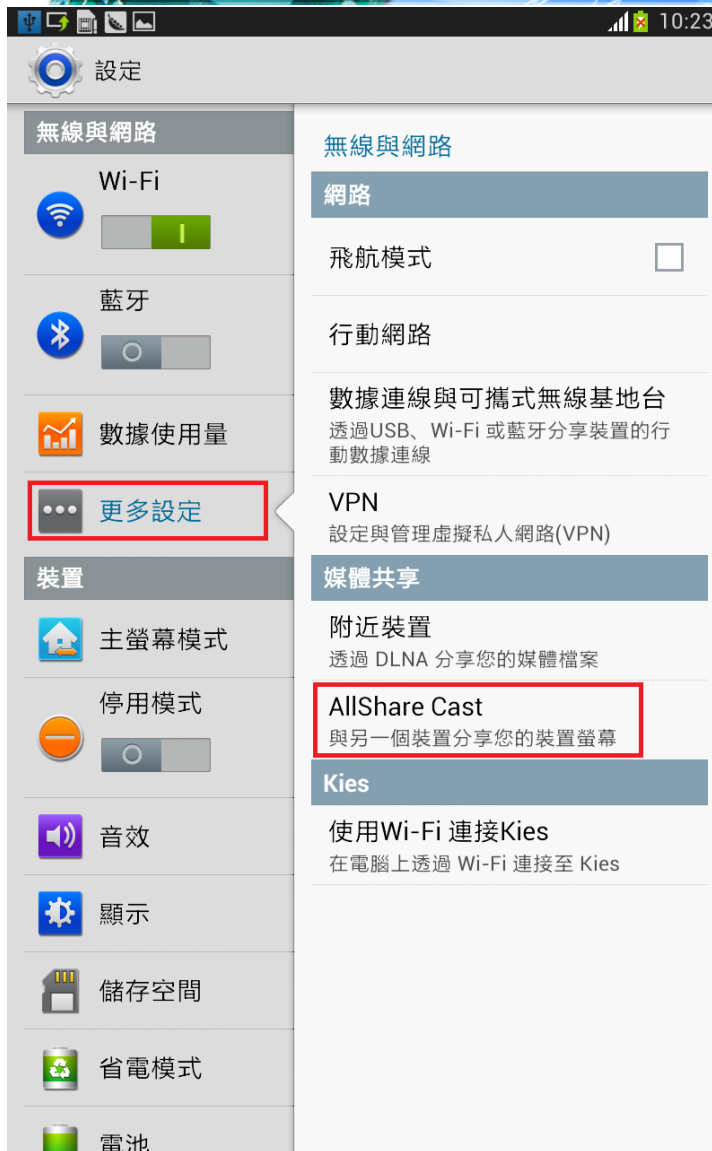 10:23
設定
無線與網路
Wi-Fi
藍牙
數據使用量
更多設定
裝置
主螢幕模式
停用模式
音效
顯示
儲存空間
省電模式
電池
無線與網路
網路
飛航模式
行動網路
數據連線與可攜式無線基地台
透過USB、Wi-Fi 或藍牙分享裝置的行
動數據連線
VPN
設定與管理虛擬私人網路(VPN)
媒體共享
附近裝置
透過 DLNA 分享您的媒體檔案
AllShare Cast
與另一個裝置分享您的裝置螢幕
Kies
使用Wi-Fi 連接Kies
在電腦上透過 Wi-Fi 連接至 Kies